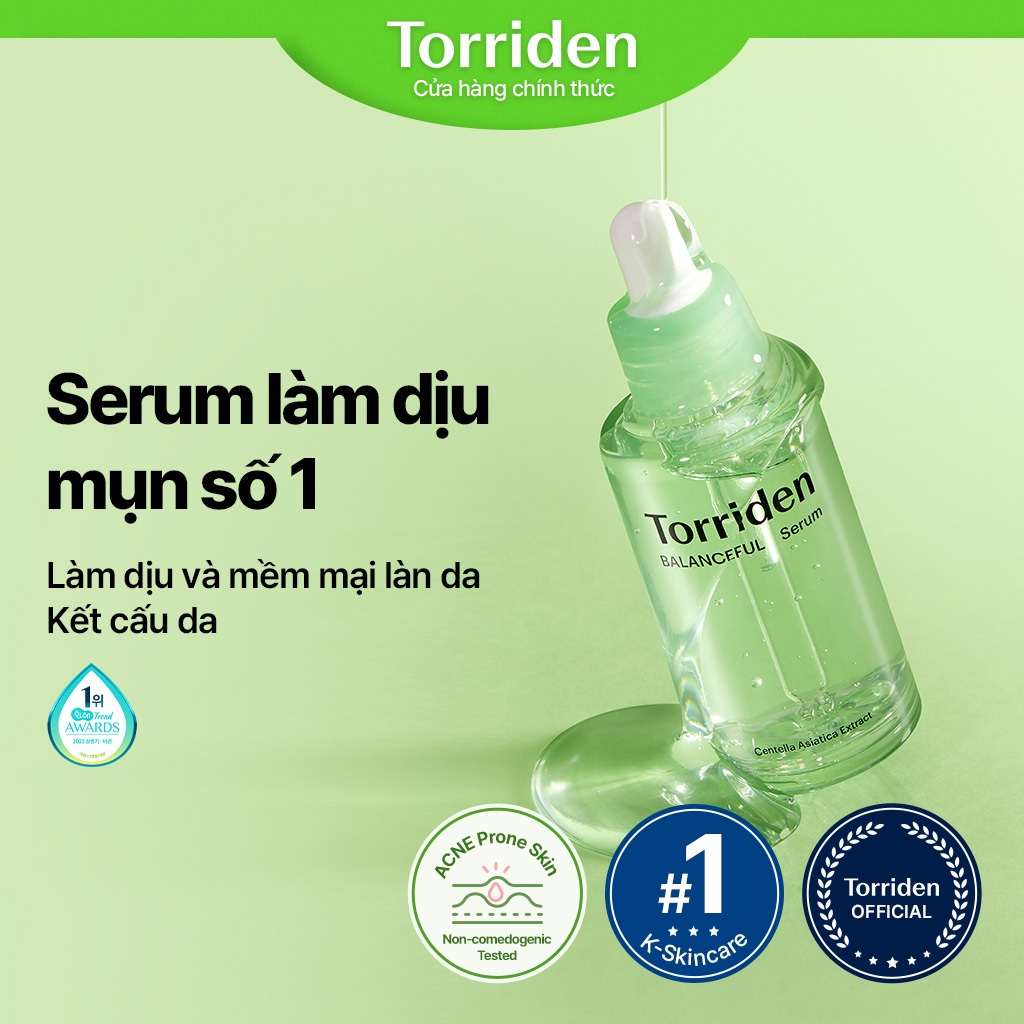 Torriden
Cửa hàng chính thức
Serum làm dịu
mụn số 1
Làm dịu và mềm mại làn da
Kết cấu da
1위
Trend
AWARDS
Torriden
BALANCEFUL Serum
Centella Asiatica Extract
ACNE Prone Skin
Non-comedogenic
Tested
#1
K-Skincare
Torriden
OFFICIAL